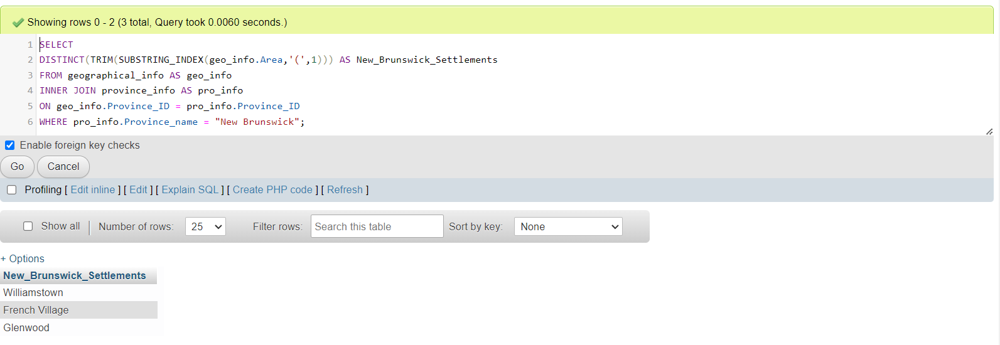 Showing rows 0 - 2 (3 total, Query took 0.0060 seconds.)
1 SELECT
2 DISTINCT(TRIM(SUBSTRING_INDEX(geo_info.Area,'(',1))) AS New_Brunswick_Settlements
3 FROM geographical_info AS geo_info
4 INNER JOIN province_info AS pro_info
5 ON geo_info.Province_ID = pro_info.Province_ID
6 WHERE pro_info.Province_name = "New Brunswick";
Enable foreign key checks
Go Cancel
Profiling [ Edit inline ] [ Edit ] [ Explain SQL ] [ Create PHP code ] [ Refresh ]
Show all | Number of rows: 25 Filter rows: Search this table Sort by key: None
+ Options
New_Brunswick_Settlements
Williamstown
French Village
Glenwood